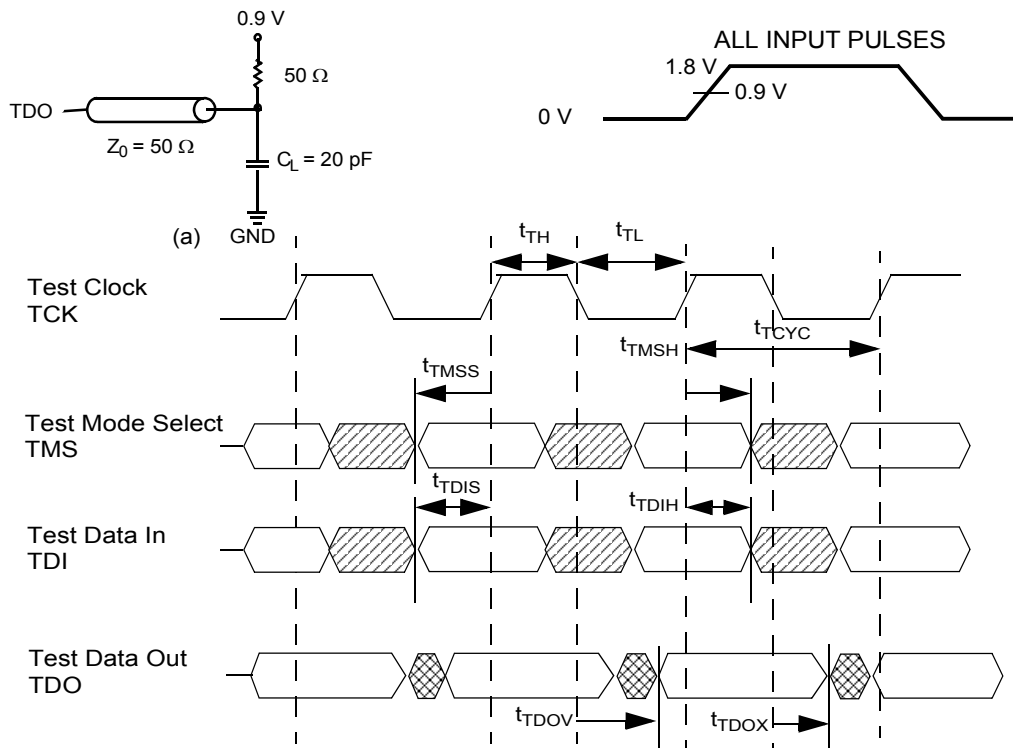 0.9 V
50 Ω
TDO
Z0 = 50 Ω
CL = 20 pF
(a)
GND
ALL INPUT PULSES
1.8 V
0.9 V
0 V
tTH
tTL
Test Clock
TCK
tTMSH
tTCYC
tTMSS
Test Mode Select
TMS
tTDIS
tTDIH
Test Data In
TDI
Test Data Out
TDO
tTDOV
tTDOX